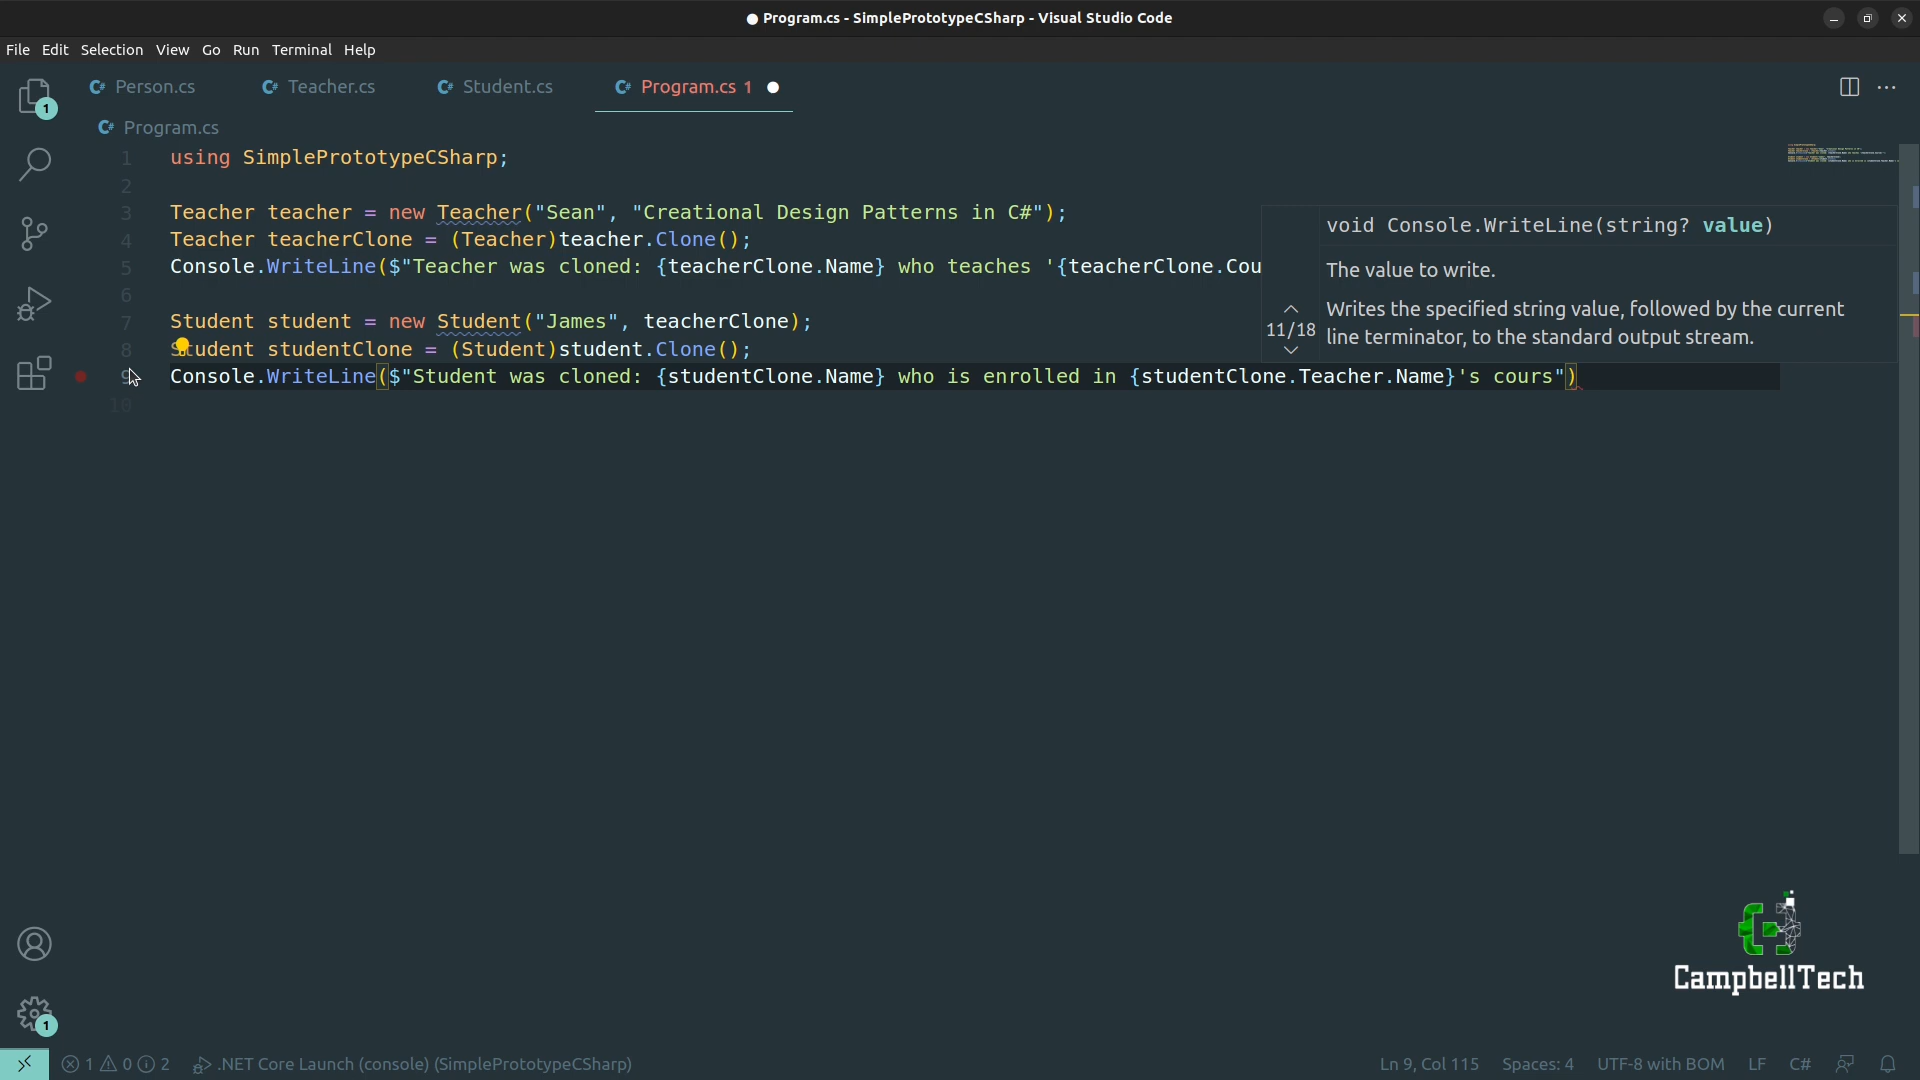 Program.cs - SimplePrototypeCSharp - Visual Studio Code
File Edit Selection View Go Run Terminal Help
1
C# Person.cs C# Teacher.cs C# Student.cs C# Program.cs 1
C# Program.cs
1 using SimplePrototypeCSharp;
2
3 Teacher teacher = new Teacher("Sean", "Creational Design Patterns in C#");
4 Teacher teacherClone = (Teacher)teacher.Clone();
5 Console.WriteLine($"Teacher was cloned: {teacherClone.Name} who teaches '{teacherClone.Cou
6
7 Student student = new Student("James", teacherClone);
8 Student studentClone = (Student)student.Clone();
9 Console.WriteLine($"Student was cloned: {studentClone.Name} who is enrolled in {studentClone.Teacher.Name}'s cours")
10
void Console.WriteLine(string? value)
The value to write.
11/18
Writes the specified string value, followed by the current
line terminator, to the standard output stream.
CampbellTech
1
1 0 2 .NET Core Launch (console) (SimplePrototypeCSharp) Ln 9, Col 115 Spaces: 4 UTF-8 with BOM LF C#